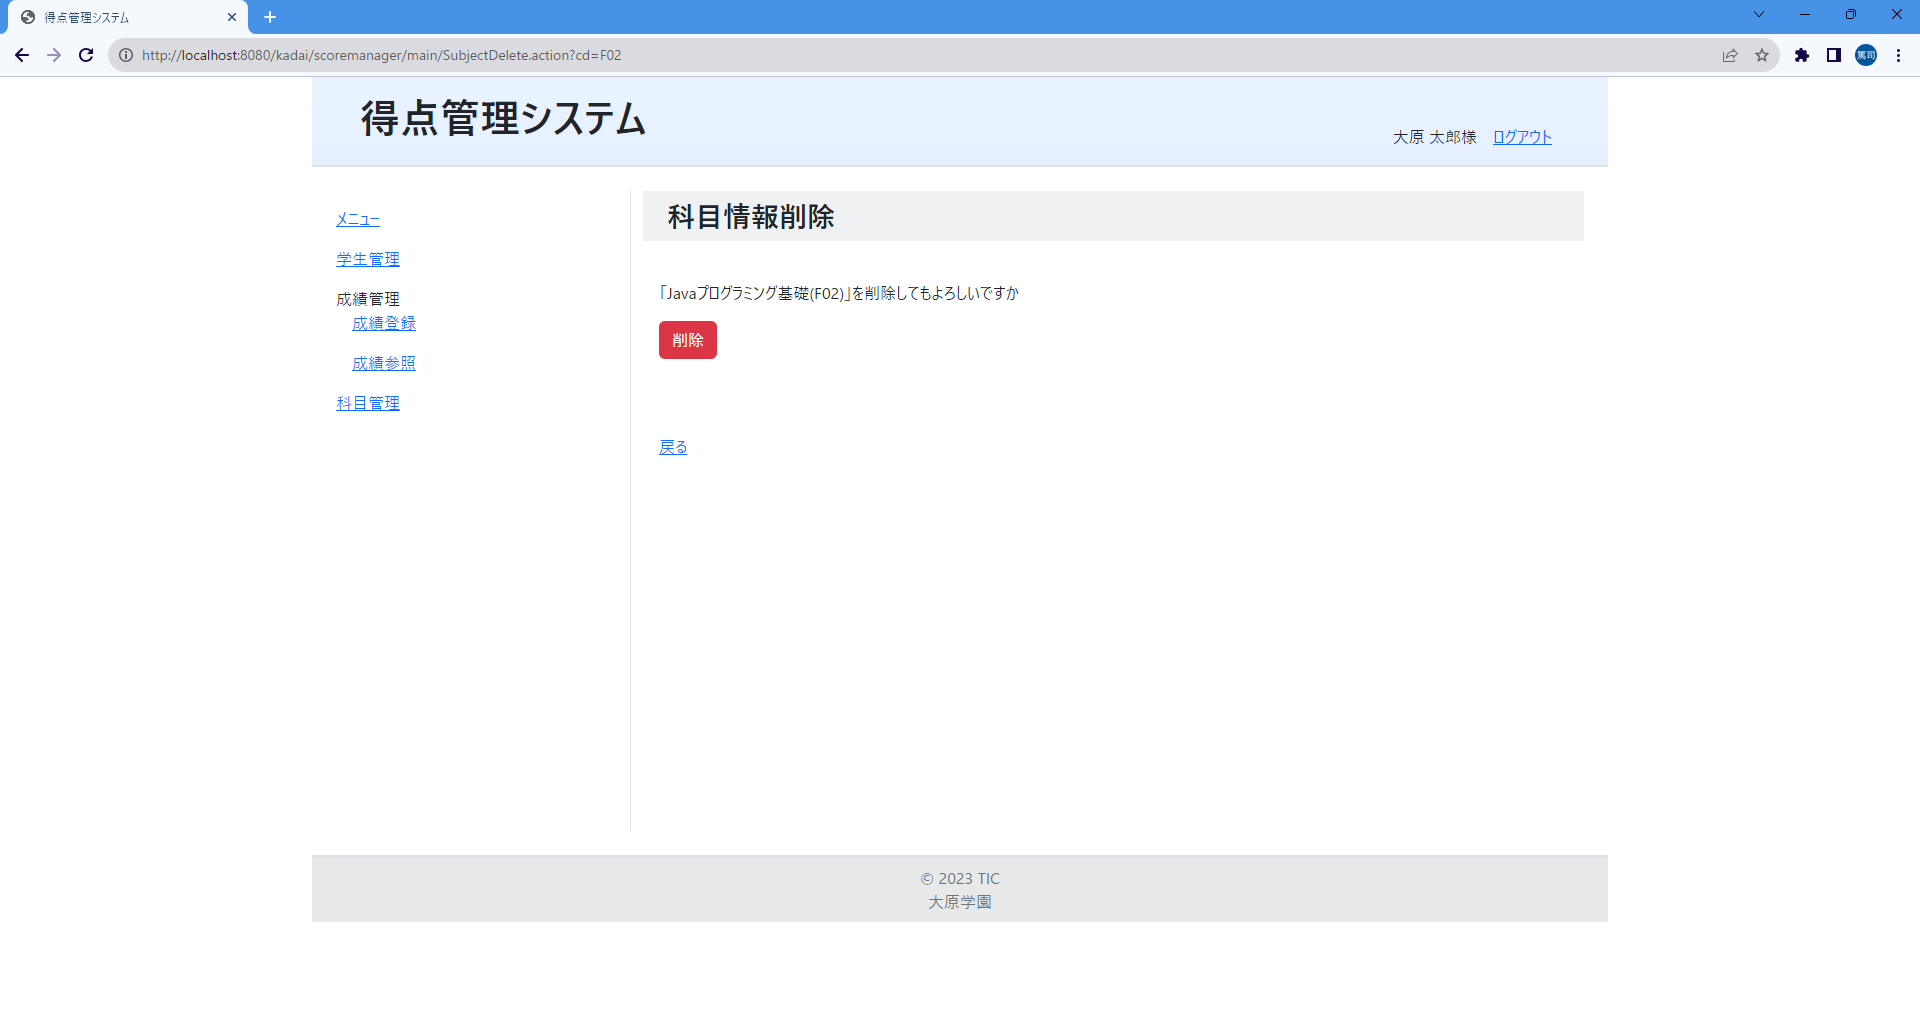 得点管理システム
http://localhost:8080/kadai/scoremanager/main/SubjectDelete.action?cd=F02
篤司
得点管理システム
大原 太郎様 ログアウト
メニュー
学生管理
成績管理
成績登録
成績参照
科目管理
科目情報削除
「Javaプログラミング基礎(F02)」を削除してもよろしいですか
削除
戻る
© 2023 TIC
大原学園